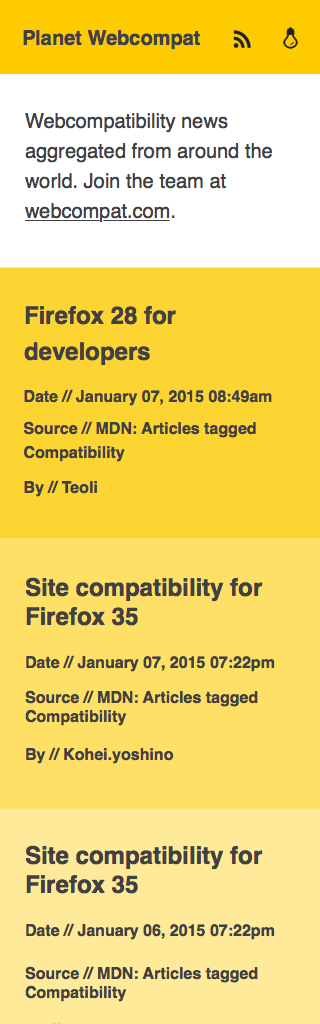 Planet Webcompat
Webcompatibility news
aggregated from around the
world. Join the team at
webcompat.com.
Firefox 28 for
developers
Date // January 07, 2015 08:49am
Source // MDN: Articles tagged
Compatibility
By // Teoli
Site compatibility for
Firefox 35
Date // January 07, 2015 07:22pm
Source // MDN: Articles tagged
Compatibility
By // Kohei.yoshino
Site compatibility for
Firefox 35
Date // January 06, 2015 07:22pm
Source // MDN: Articles tagged
Compatibility